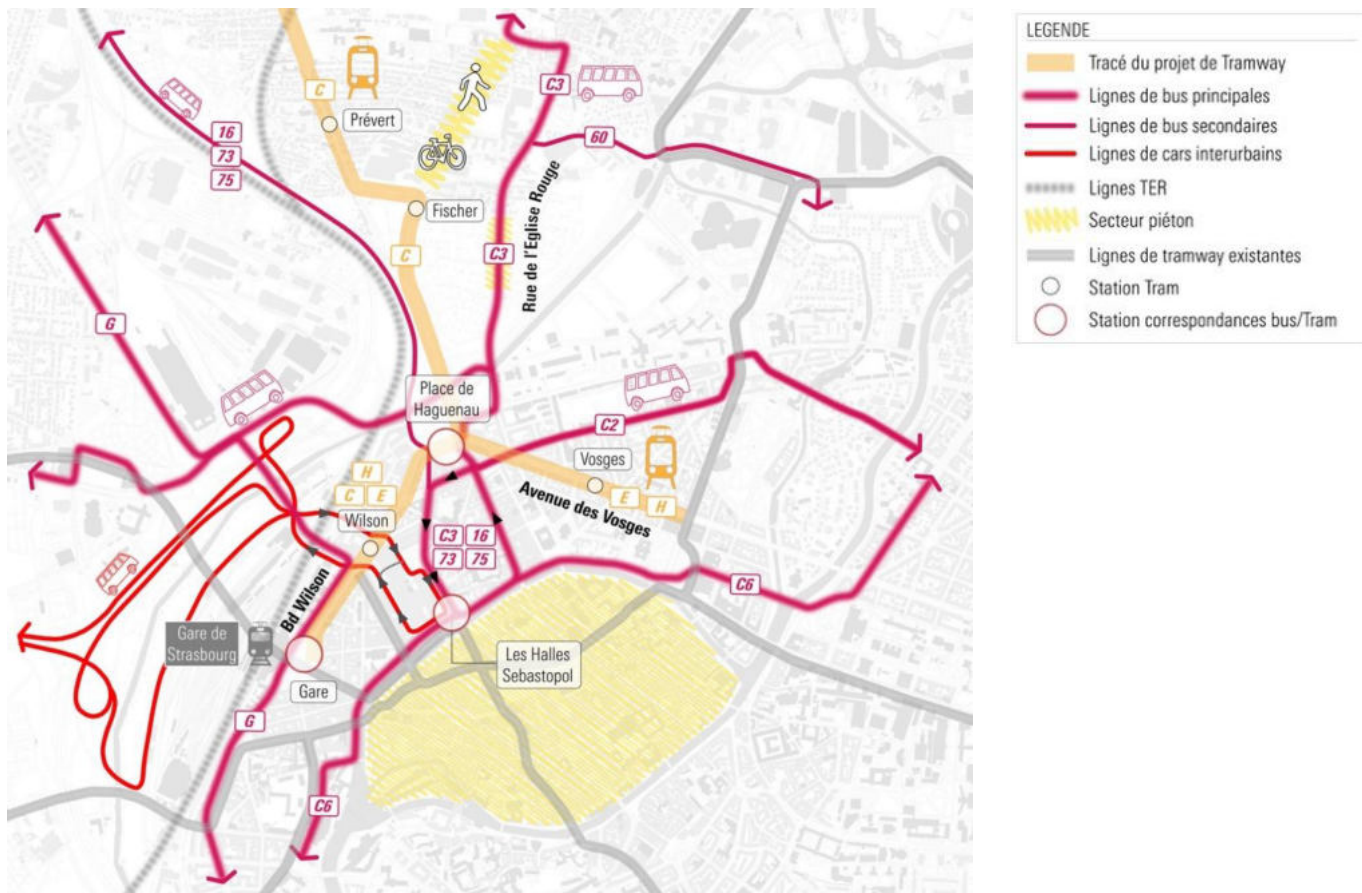 C
Prévert
C3
60
16
73
75
Fischer
C
C3
Rue de l'Eglise Rouge
G
Place de
Haguenau
C2
Vosges
E
H
Avenue des Vosges
H
C
E
Wilson
C3
16
73
75
C6
Bd Wilson
Gare de
Strasbourg
Gare
Les Halles
Sebastopol
G
C6
LEGENDE
Tracé du projet de Tramway
Lignes de bus principales
Lignes de bus secondaires
Lignes de cars interurbains
Lignes TER
Secteur piéton
Lignes de tramway existantes
Station Tram
Station correspondances bus/Tram